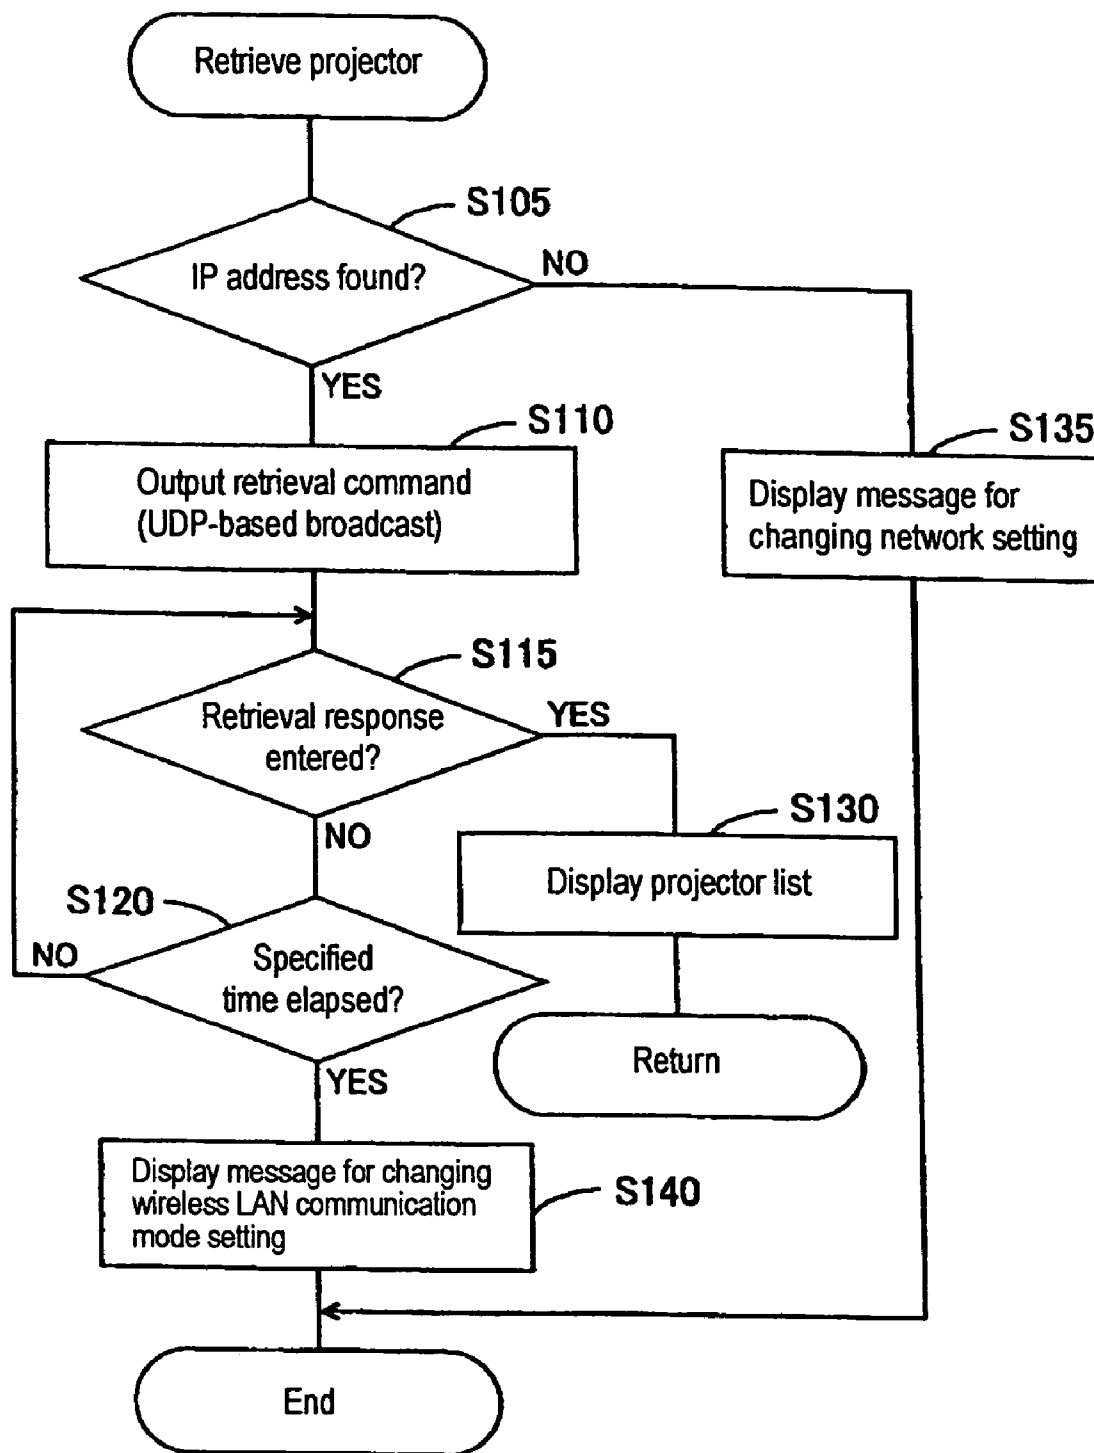 Retrieve projector
S105
IP address found?
NO
YES
S110
Output retrieval command
(UDP-based broadcast)
S135
Display message for
changing network setting
S115
Retrieval response
entered?
YES
NO
S130
Display projector list
S120
NO
Specified
time elapsed?
YES
Return
Display message for changing
wireless LAN communication
mode setting
S140
End